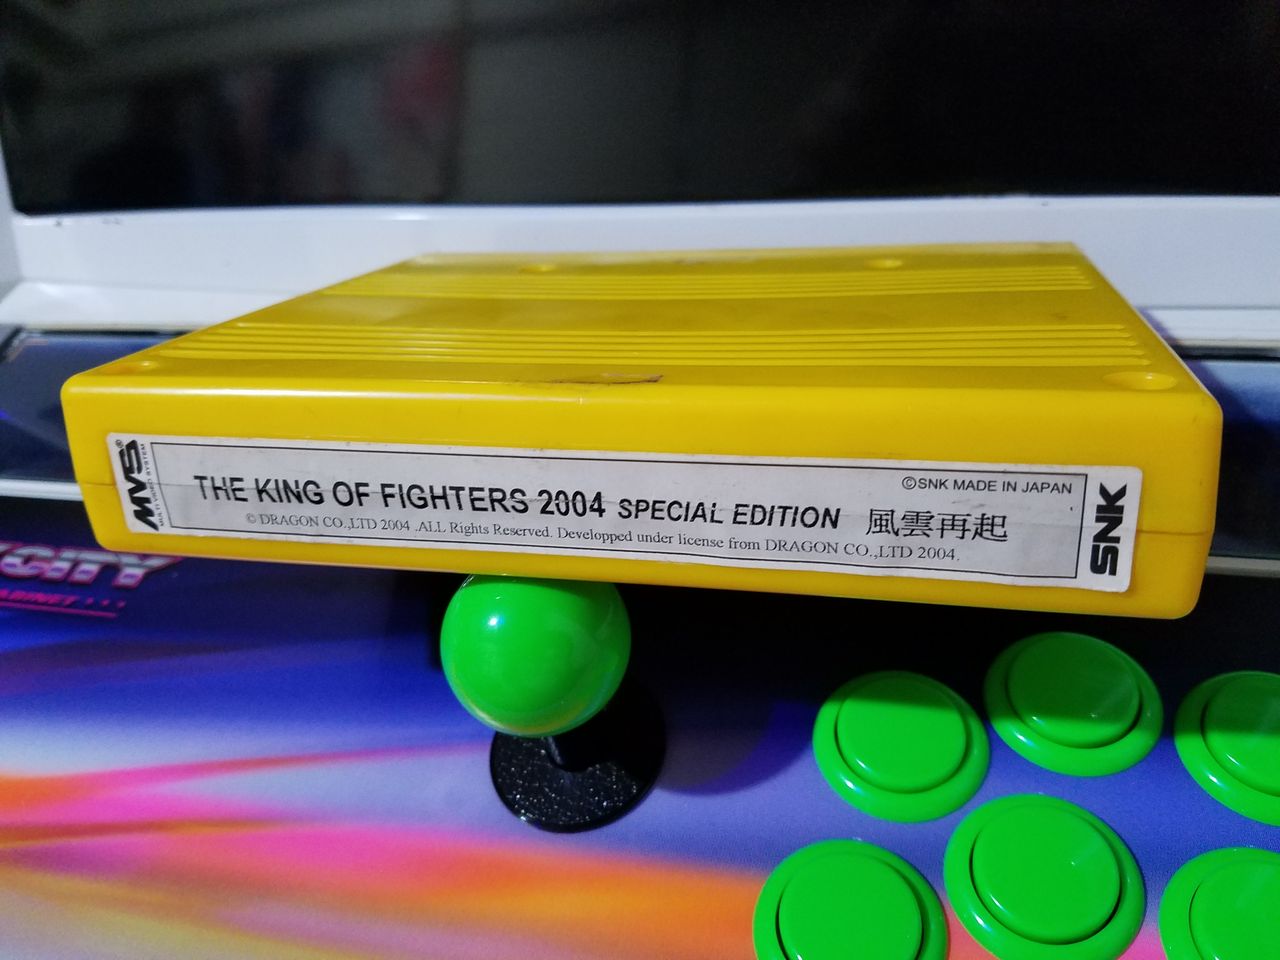 MVS®
MULTI VIDEO SYSTEM
THE KING OF FIGHTERS 2004 SPECIAL EDITION 風雲再起
© DRAGON CO.,LTD 2004 .ALL Rights Reserved. Developped under license from DRAGON CO.,LTD 2004.
©SNK MADE IN JAPAN
SNK
CITY